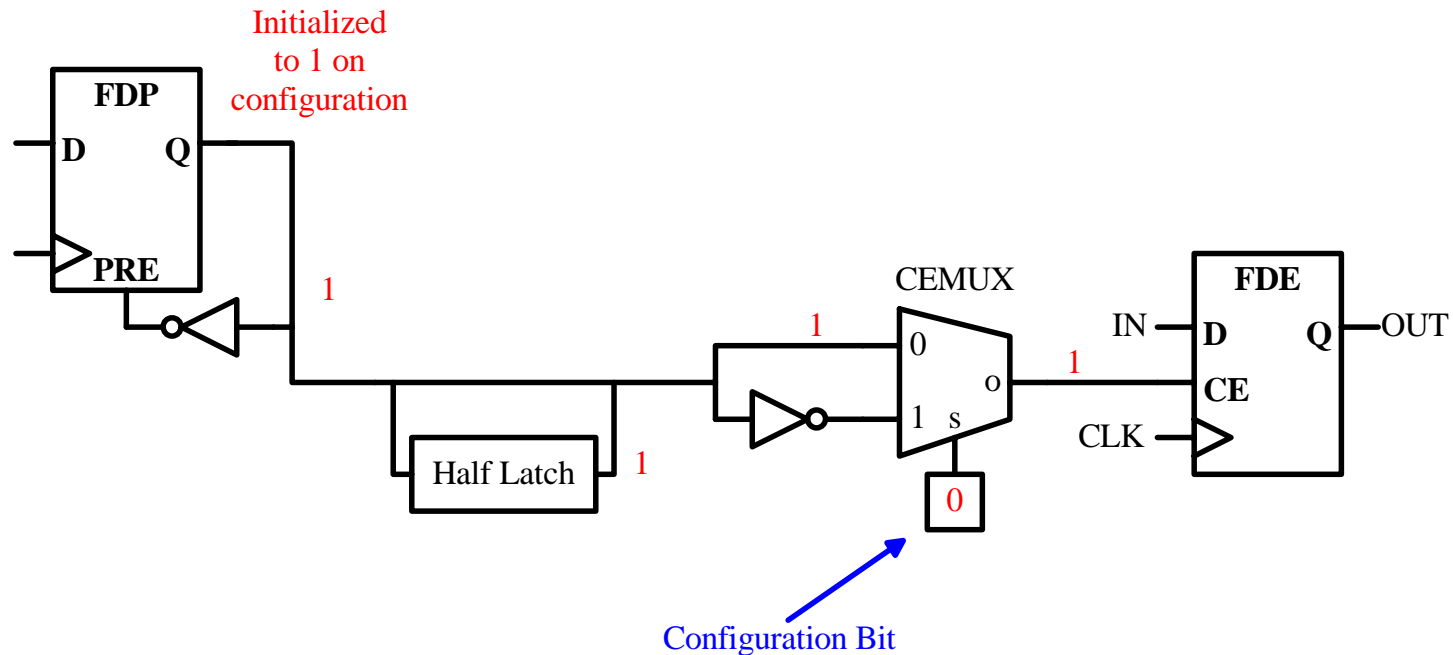 Initialized
to 1 on
configuration
FDP
D
Q
PRE
1
Half Latch
1
CEMUX
1
0
1
s
o
0
Configuration Bit
1
IN
CLK
FDE
D
Q
CE
OUT